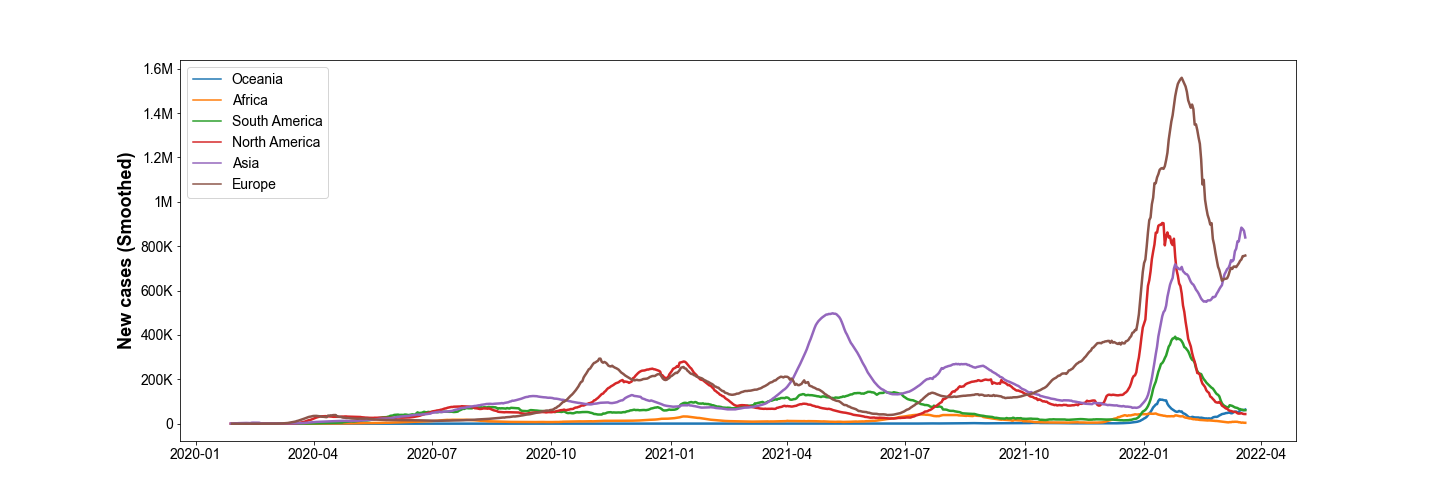 1.6M
1.4M
1.2M
1M
800K
600K
400K
200K
0
New cases (Smoothed)
Oceania
Africa
South America
North America
Asia
Europe
2020-01
2020-04
2020-07
2020-10
2021-01
2021-04
2021-07
2021-10
2022-01
2022-04